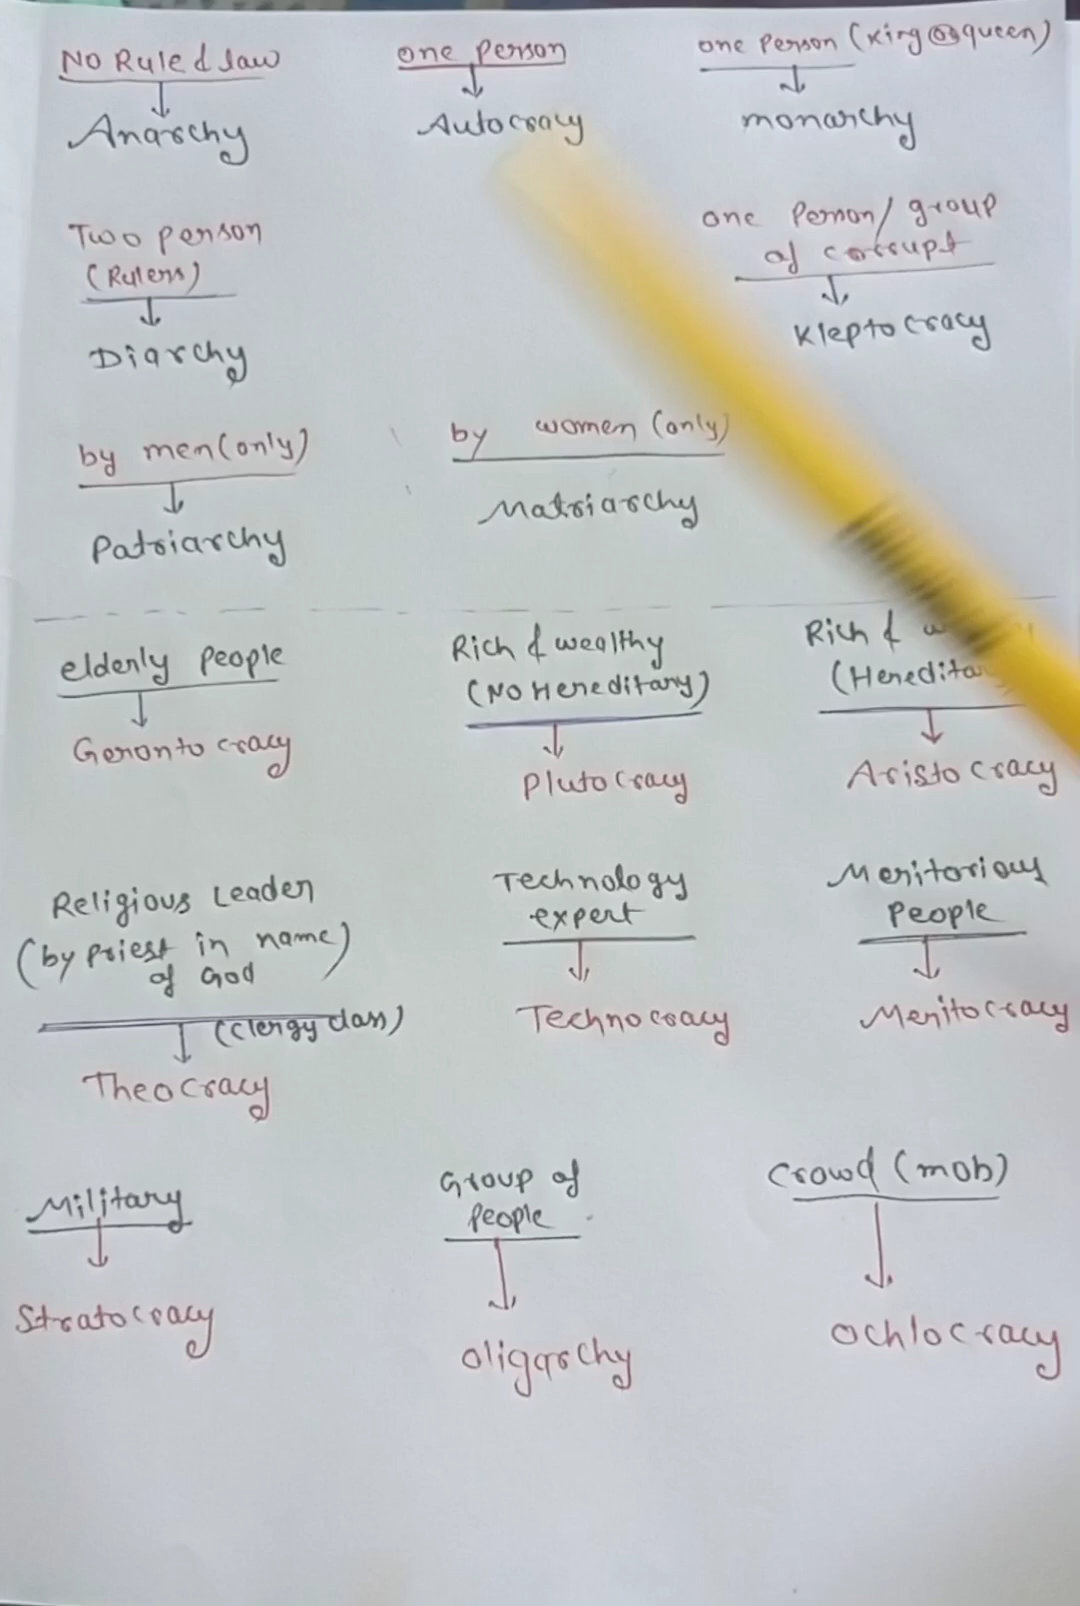 No Rule & law
Anarchy
one person
Autocracy
one Person (King or queen)
monarchy
Two person
(Rulers)
Diarchy
one Person/ group
of corrupt
Kleptocracy
by men (only)
Patriarchy
by women (only)
Matriarchy
elderly people
Gerontocracy
Rich & wealthy
(No Hereditary)
Plutocracy
Rich &
Aristocracy
Religious Leader
(by priest in name)
of God
(clergy class)
Theocracy
Technology
expert
Technocracy
Meritorious
People
Meritocracy
Military
Stratocracy
Group of
People
Oligarchy
Crowd (mob)
Ochlocracy